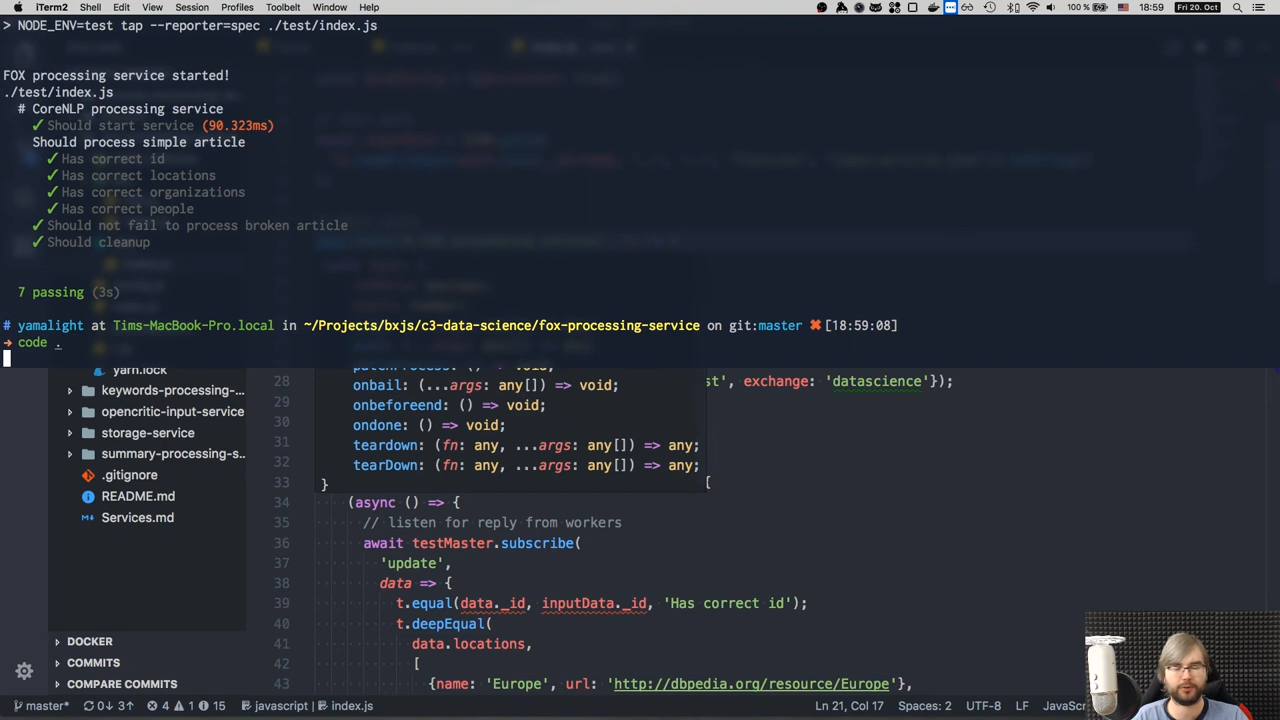 iTerm2 Shell Edit View Session Profiles Toolbelt Window Help 100 % 18:59 Fri 20. Oct
> NODE_ENV=test tap --reporter=spec ./test/index.js
FOX processing service started!
./test/index.js
# CoreNLP processing service
✓ Should start service (90.323ms)
Should process simple article
✓ Has correct id
✓ Has correct locations
✓ Has correct organizations
✓ Has correct people
✓ Should not fail to process broken article
✓ Should cleanup
7 passing (3s)
# yamalight at Tims-MacBook-Pro.local in ~/Projects/bxjs/c3-data-science/fox-processing-service on git:master ✖ [18:59:08]
→ code .
yarn.lock
keywords-processing-...
opencritic-input-service
storage-service
summary-processing-s...
.gitignore
README.md
Services.md
DOCKER
COMMITS
COMPARE COMMITS
onbail: (...args: any[]) => void;
onbeforeend: () => void;
ondone: () => void;
teardown: (fn: any, ...args: any[]) => any;
tearDown: (fn: any, ...args: any[]) => any;
}
28 st', exchange: 'datascience'});
29
30
31
32
33 [
34 (async () => {
35 // listen for reply from workers
36 await testMaster.subscribe(
37 'update',
38 data => {
39 t.equal(data._id, inputData._id, 'Has correct id');
40 t.deepEqual(
41 data.locations,
42 [
43 {name: 'Europe', url: 'http://dbpedia.org/resource/Europe'},
master* 0↓ 3↑ 4 1 15 javascript | index.js Ln 21, Col 17 Spaces: 2 UTF-8 LF JavaSc